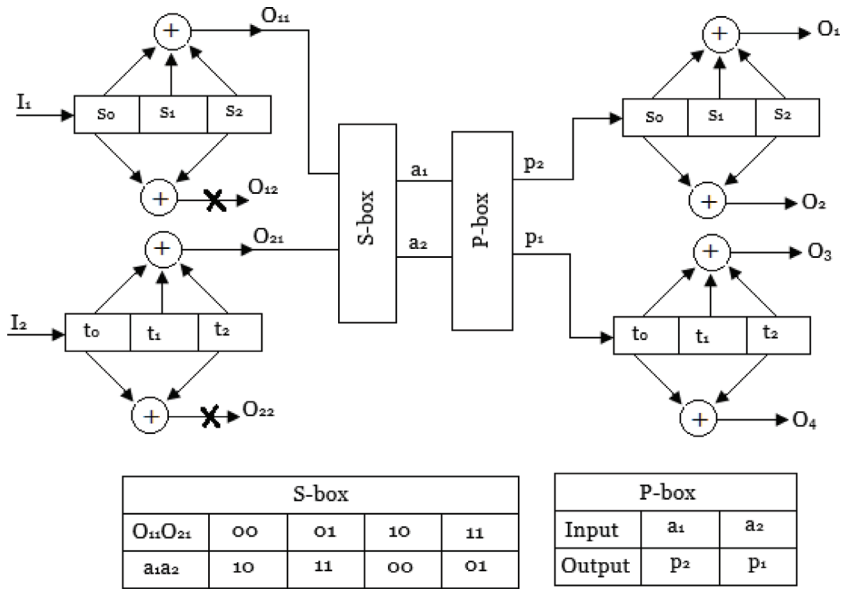 O₁₁
+
I₁
s₀ s₁ s₂
+
O₁₂
O₂₁
+
I₂
t₀ t₁ t₂
+
O₂₂
S-box
a₁
a₂
P-box
p₂
p₁
O₁
+
s₀ s₁ s₂
+
O₂
+
O₃
t₀ t₁ t₂
+
O₄
S-box
O₁₁O₂₁ 00 01 10 11
a₁a₂ 10 11 00 01
P-box
Input a₁ a₂
Output p₂ p₁